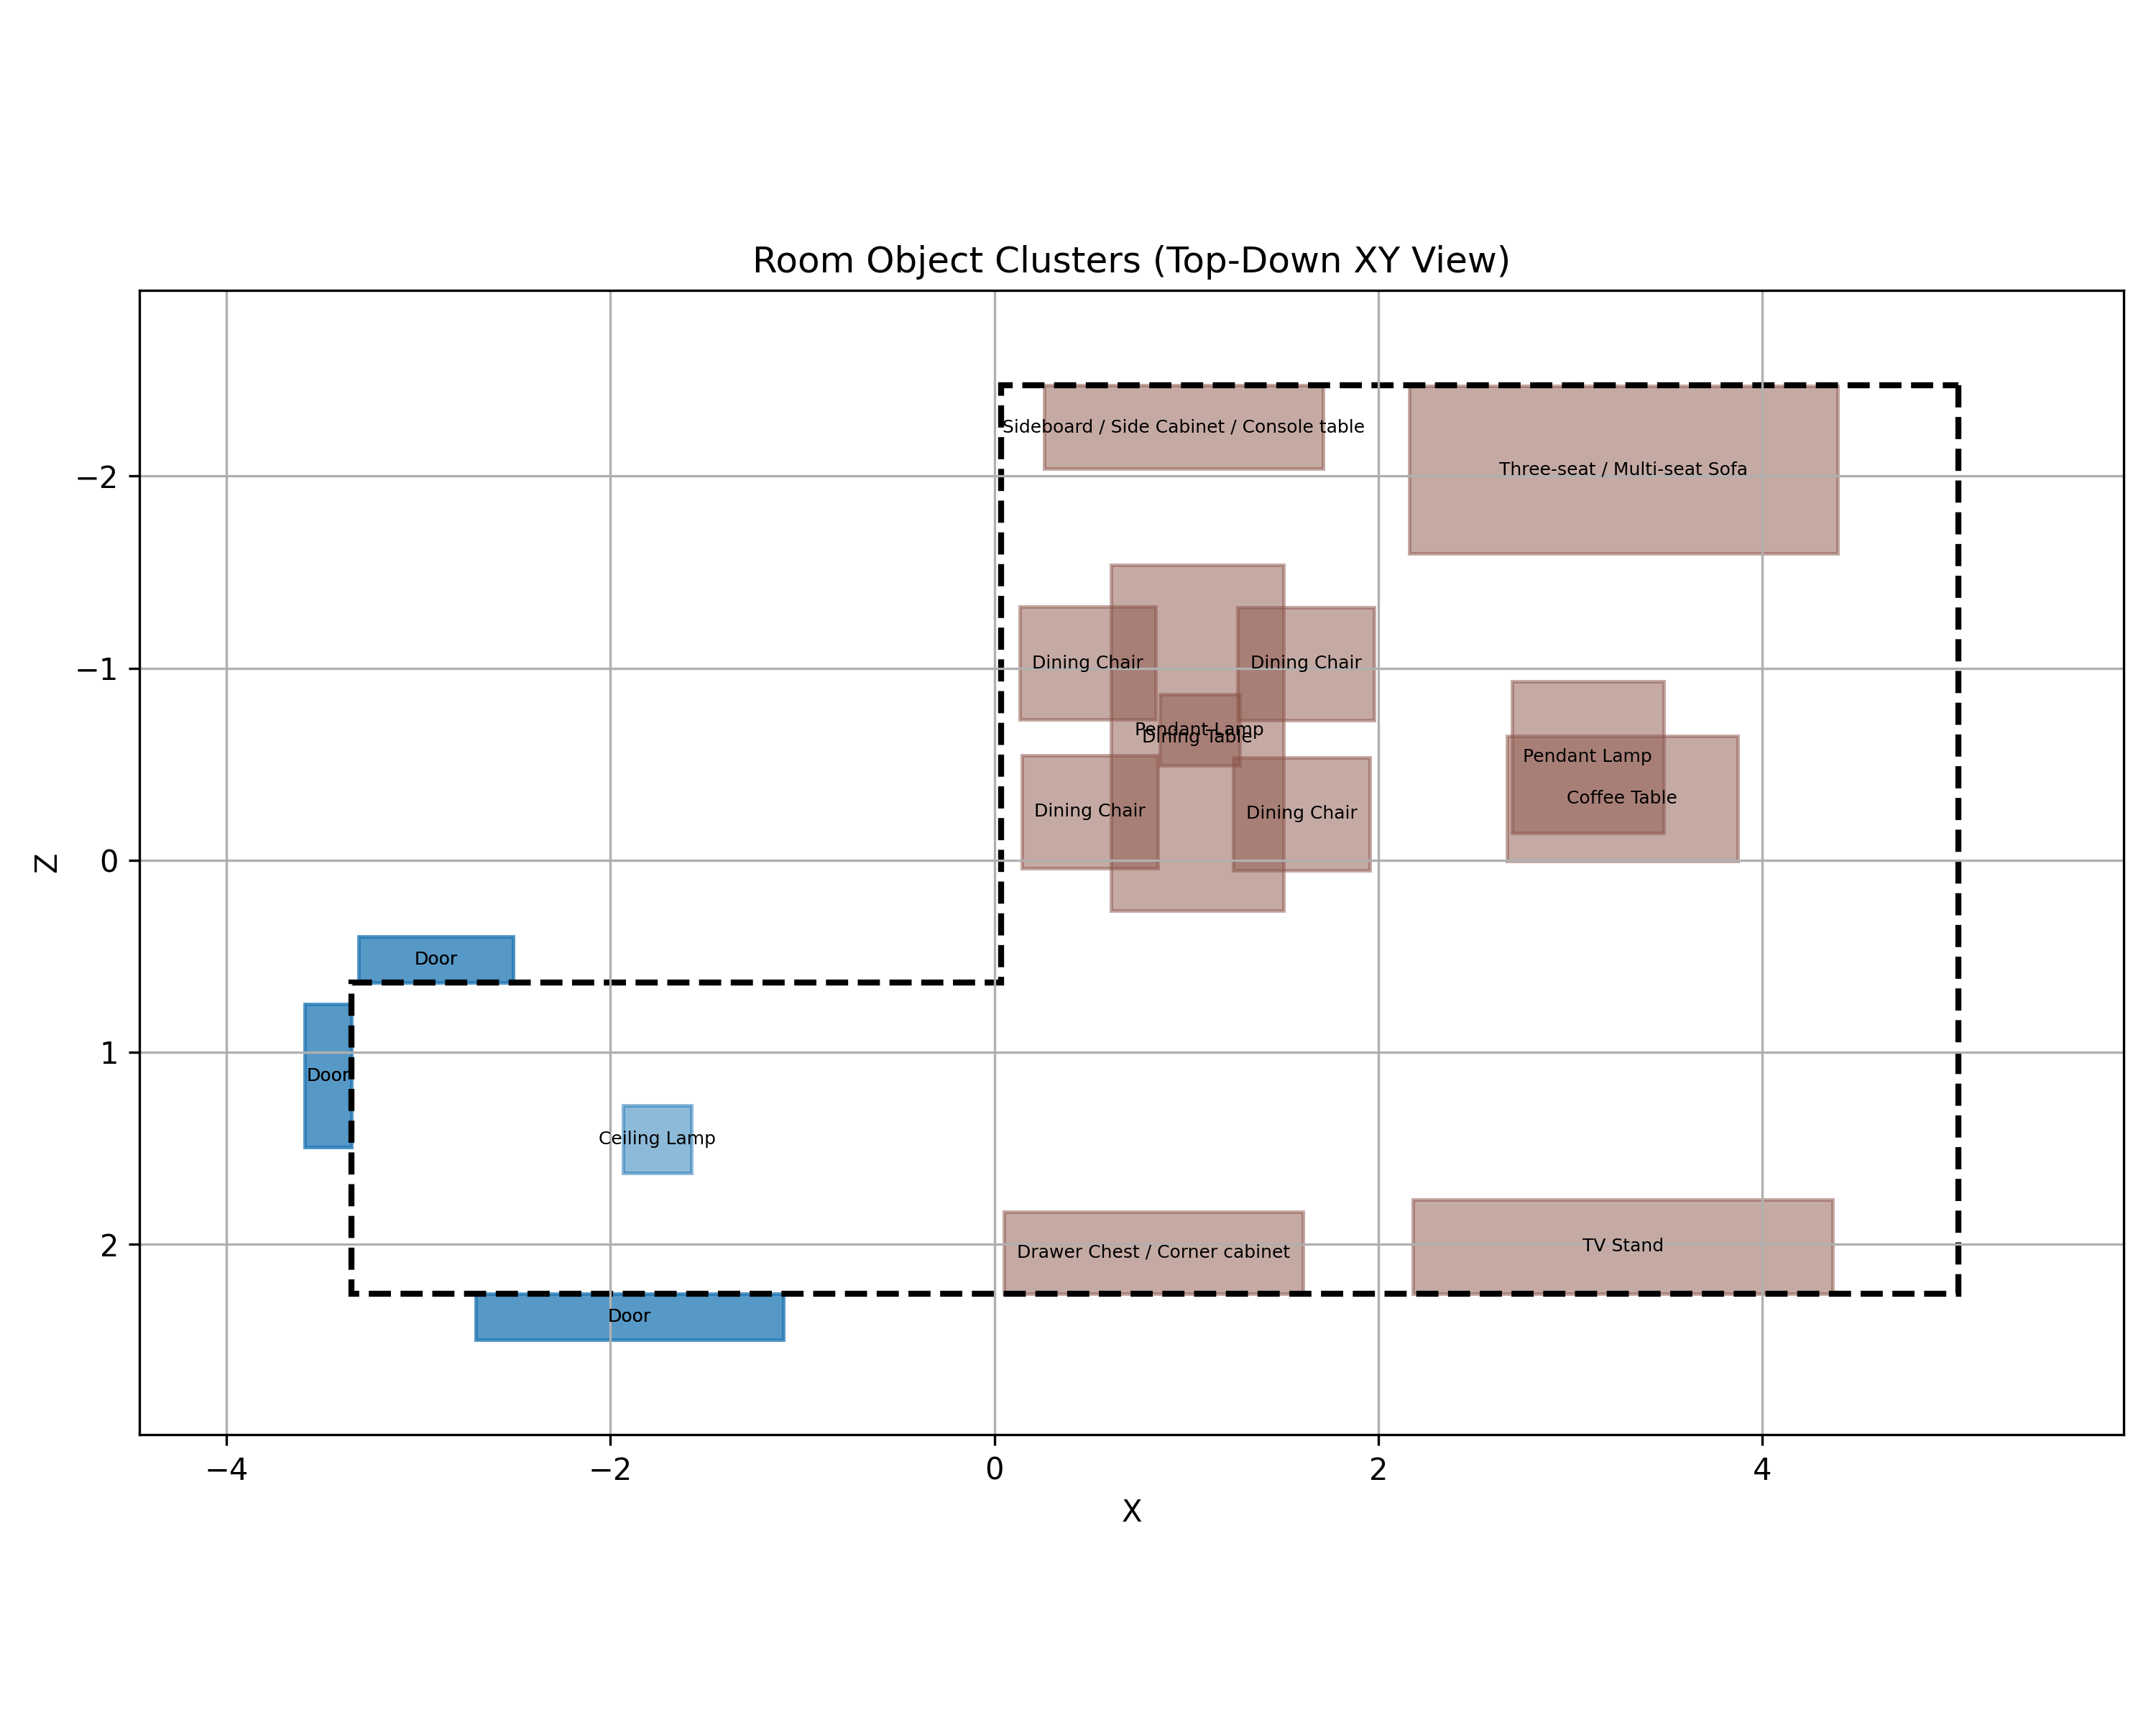 Room Object Clusters (Top-Down XY View)
Sideboard / Side Cabinet / Console table
Three-seat / Multi-seat Sofa
−2
Dining Chair
Dining Chair
−1
Pendant Lamp
Dining Table
Pendant Lamp
Coffee Table
Dining Chair
Dining Chair
0
Z
Door
1
Door
Ceiling Lamp
2
Drawer Chest / Corner cabinet
TV Stand
Door
−4
−2
0
2
4
X